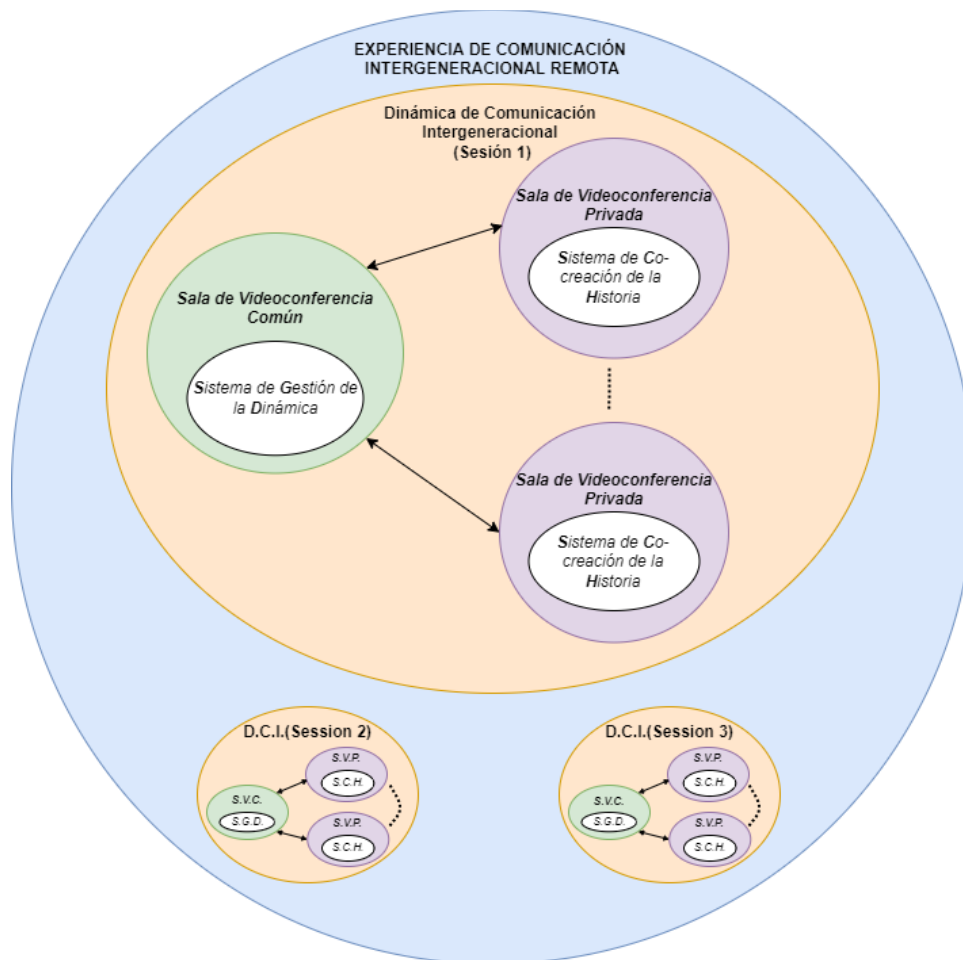 EXPERIENCIA DE COMUNICACIÓN
INTERGENERACIONAL REMOTA
Dinámica de Comunicación
Intergeneracional
(Sesión 1)
Sala de Videoconferencia
Privada
Sistema de Co-
creación de la
Historia
Sala de Videoconferencia
Común
Sistema de Gestión de
la Dinámica
Sala de Videoconferencia
Privada
Sistema de Co-
creación de la
Historia
D.C.I.(Session 2)
S.V.P.
S.C.H.
S.V.C.
S.G.D.
S.V.P.
S.C.H.
D.C.I.(Session 3)
S.V.P.
S.C.H.
S.V.C.
S.G.D.
S.V.P.
S.C.H.